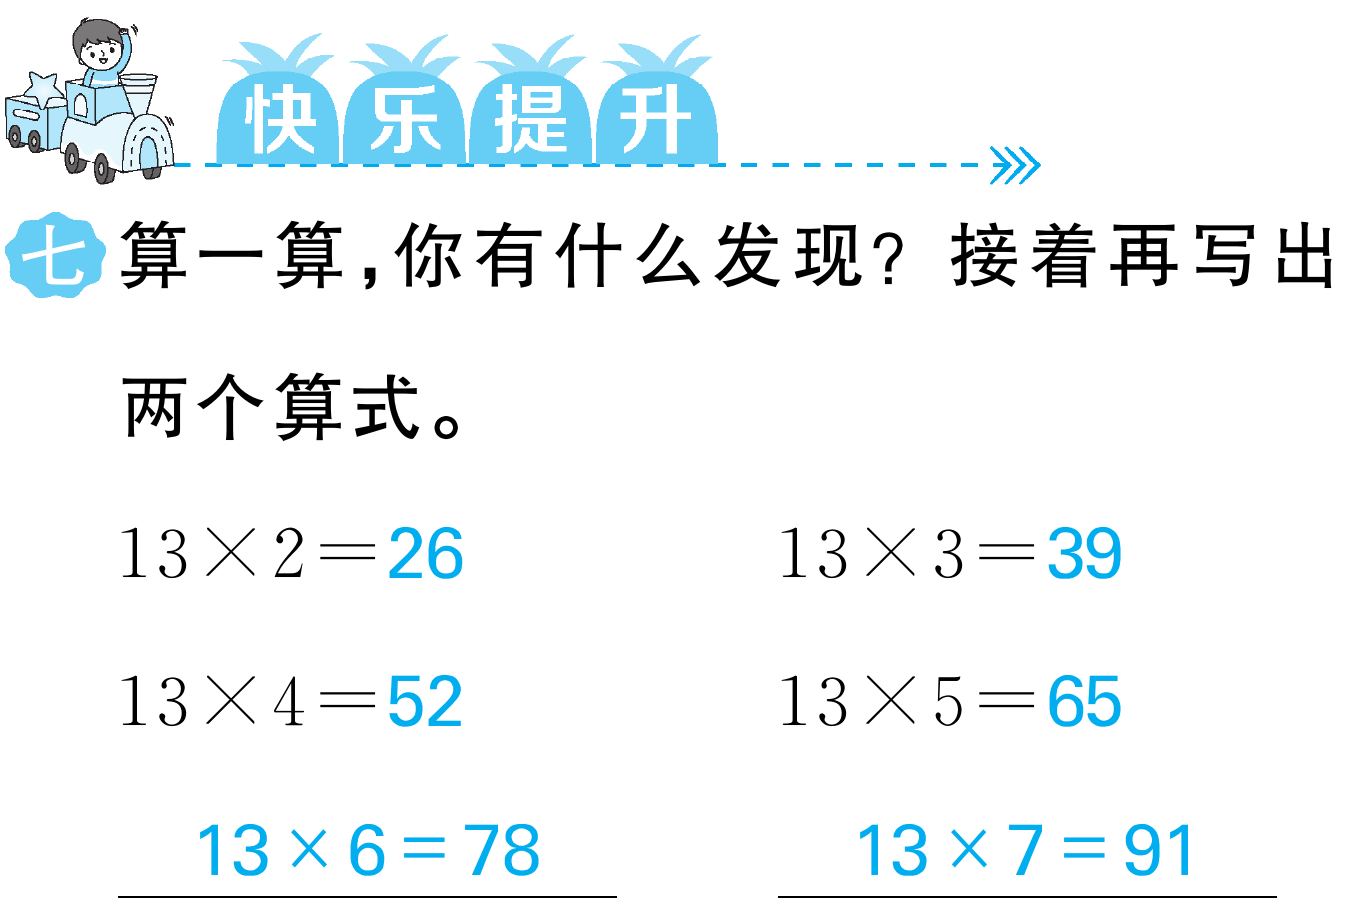 快乐提升
七 算一算,你有什么发现? 接着再写出
两个算式。
13×2=26 13×3=39
13×4=52 13×5=65
13×6=78 13×7=91